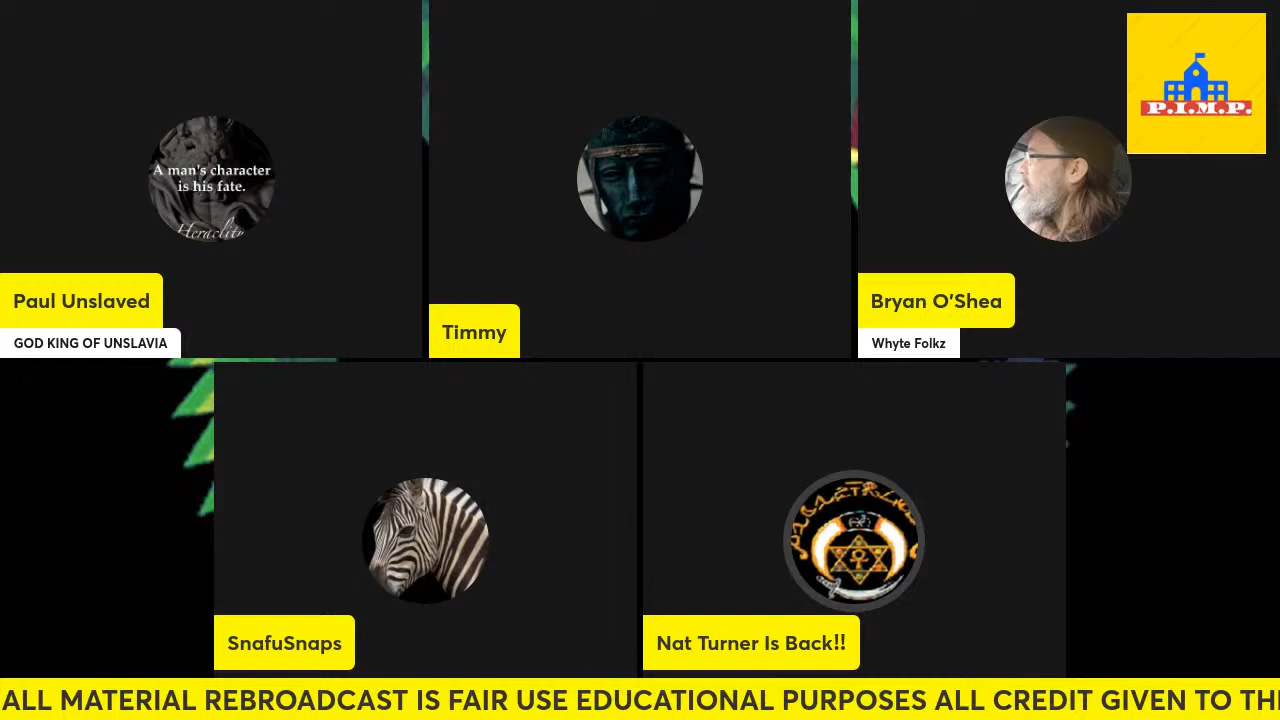 P.I.M.P.
A man's character
is his fate.
Heraclitu
Paul Unslaved
GOD KING OF UNSLAVIA
Timmy
Bryan O'Shea
Whyte Folkz
SnafuSnaps
Nat Turner Is Back!!
ALL MATERIAL REBROADCAST IS FAIR USE EDUCATIONAL PURPOSES ALL CREDIT GIVEN TO TH